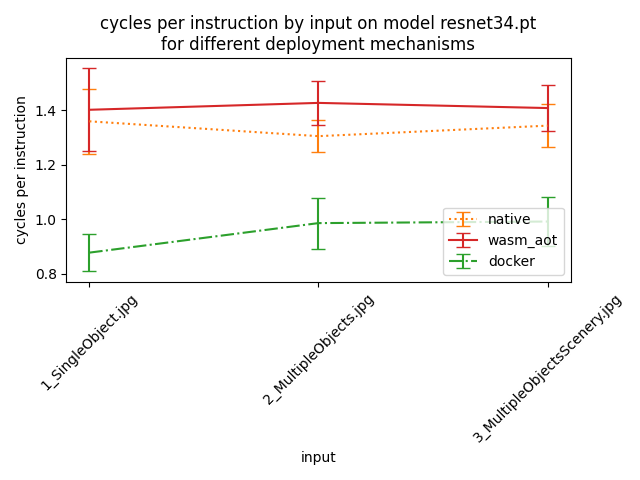 cycles per instruction by input on model resnet34.pt
for different deployment mechanisms
cycles per instruction
1.4
1.2
1.0
0.8
native
wasm_aot
docker
1_SingleObject.jpg
2_MultipleObjects.jpg
3_MultipleObjectsScenery.jpg
input